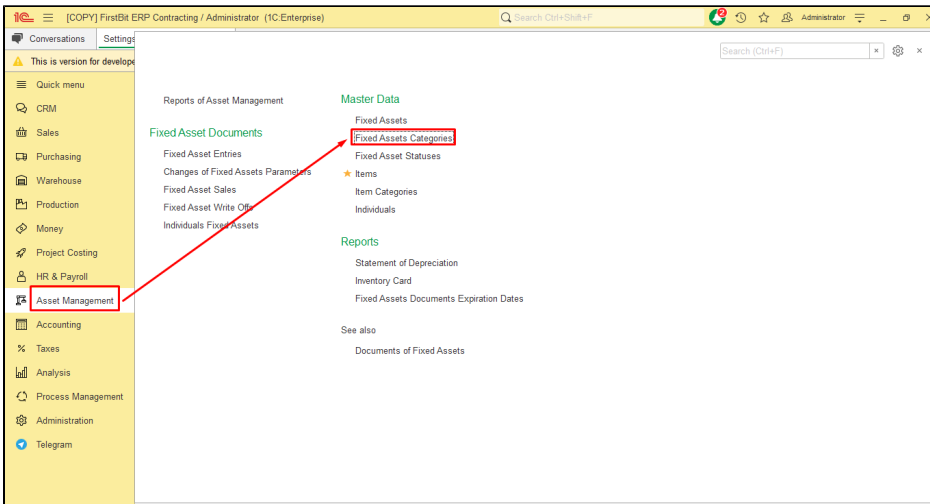 1C [COPY] FirstBit ERP Contracting / Administrator (1C:Enterprise) Search Ctrl+Shift+F 2 Administrator
Conversations Settings
Search (Ctrl+F)
This is version for develope
Quick menu
CRM
Sales
Purchasing
Warehouse
Production
Money
Project Costing
HR & Payroll
Asset Management
Accounting
Taxes
Analysis
Process Management
Administration
Telegram
Reports of Asset Management
Fixed Asset Documents
Fixed Asset Entries
Changes of Fixed Assets Parameters
Fixed Asset Sales
Fixed Asset Write Offs
Individuals Fixed Assets
Master Data
Fixed Assets
Fixed Assets Categories
Fixed Asset Statuses
Items
Item Categories
Individuals
Reports
Statement of Depreciation
Inventory Card
Fixed Assets Documents Expiration Dates
See also
Documents of Fixed Assets